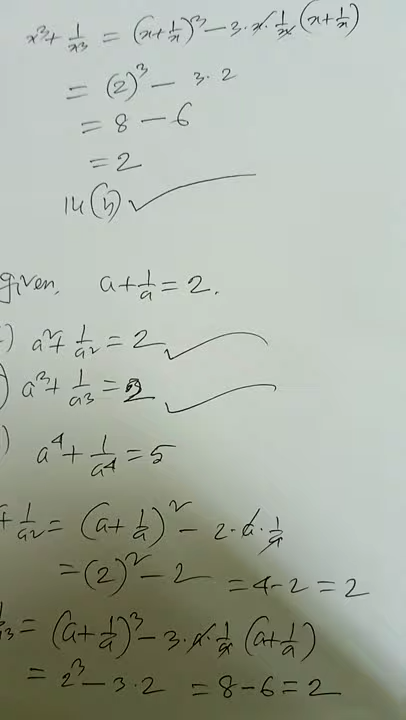 x³ + 1/x³ = (x + 1/x)³ − 3·x·1/x (x + 1/x)
= (2)³ − 3·2
= 8 − 6
= 2
given, a + 1/a = 2.
) a² + 1/a² = 2
) a³ + 1/a³ = 2
) a⁴ + 1/a⁴ = 5
+ 1/a² = (a + 1/a)² − 2·a·1/a
= (2)² − 2 = 4 - 2 = 2
= (a + 1/a)³ − 3·a·1/a (a + 1/a)
= 2³ − 3·2 = 8 − 6 = 2